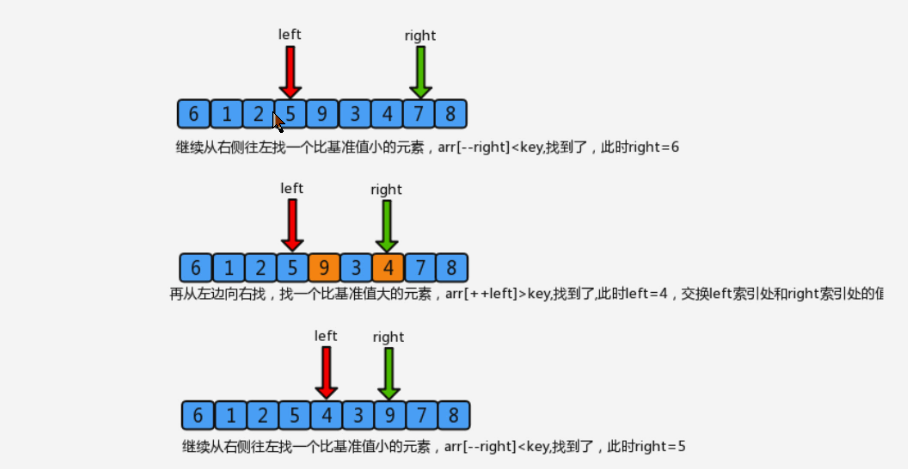 left right
6 1 2 5 9 3 4 7 8
继续从右侧往左找一个比基准值小的元素，arr[--right]<key,找到了，此时right=6
left right
6 1 2 5 9 3 4 7 8
再从左边向右找，找一个比基准值大的元素，arr[++left]>key,找到了,此时left=4，交换left索引处和right索引处的值
left right
6 1 2 5 4 3 9 7 8
继续从右侧往左找一个比基准值小的元素，arr[--right]<key,找到了，此时right=5